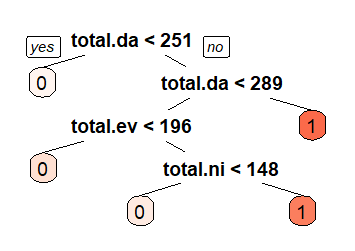 total.da < 251
yes
no
0
total.da < 289
total.ev < 196
1
0
total.ni < 148
0
1